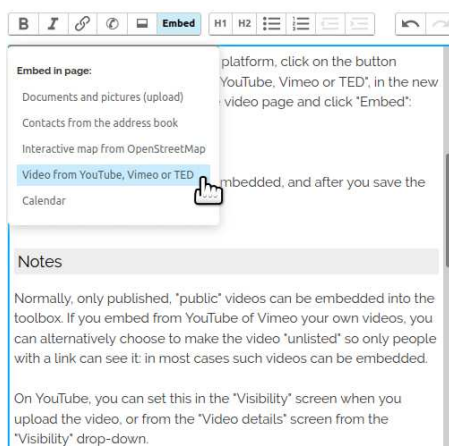 B I Embed H1 H2
platform, click on the button
Embed in page:
YouTube, Vimeo or TED", in the new
Documents and pictures (upload)
video page and click "Embed":
Contacts from the address book
Interactive map from OpenStreetMap
Video from YouTube, Vimeo or TED
mbedded, and after you save the
Calendar
Notes
Normally, only published, "public" videos can be embedded into the
toolbox. If you embed from YouTube of Vimeo your own videos, you
can alternatively choose to make the video "unlisted" so only people
with a link can see it: in most cases such videos can be embedded.
On YouTube, you can set this in the "Visibility" screen when you
upload the video, or from the "Video details" screen from the
"Visibility" drop-down.